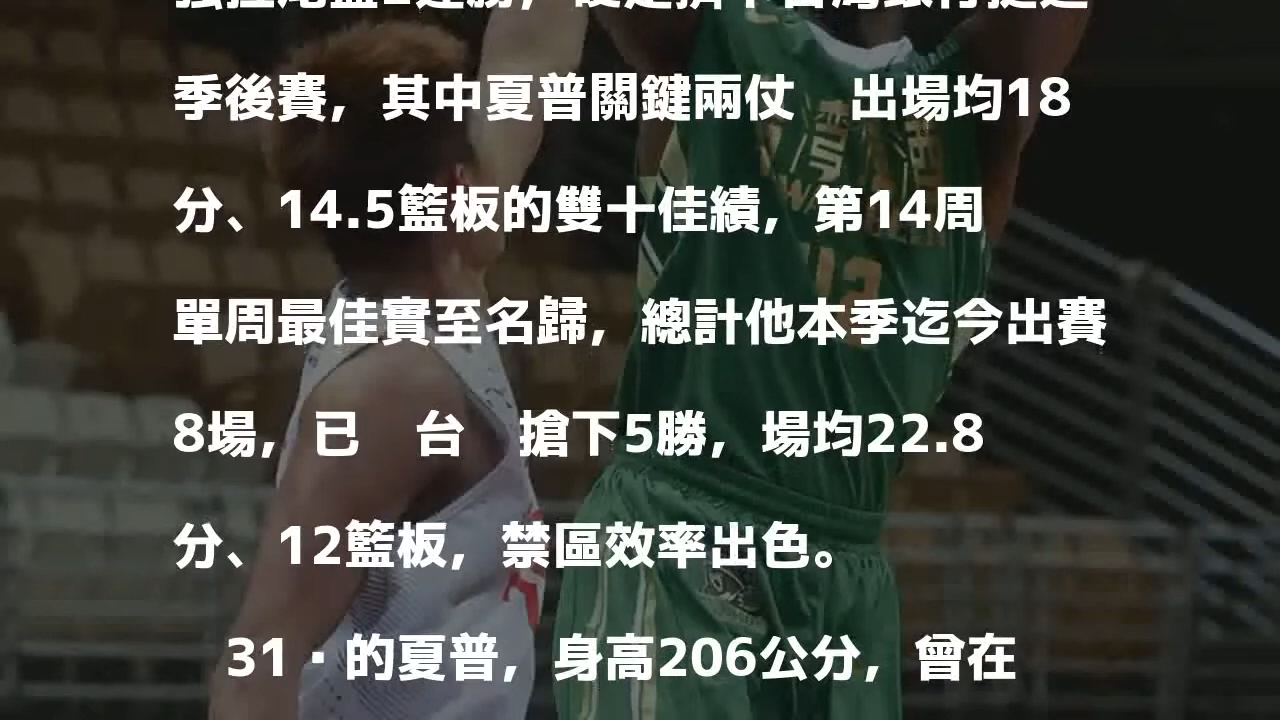 季後賽，其中夏普關鍵兩仗　出場均18
分、14.5籃板的雙十佳績，第14周
單周最佳實至名歸，總計他本季迄今出賽
8場，已　台　搶下5勝，場均22.8
分、12籃板，禁區效率出色。
31▪的夏普，身高206公分，曾在